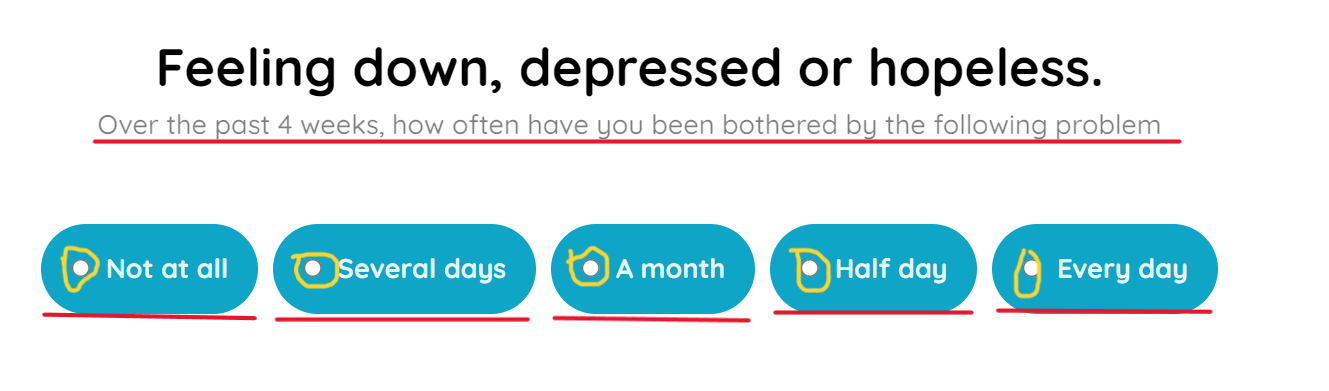 Feeling down, depressed or hopeless.
Over the past 4 weeks, how often have you been bothered by the following problem
Not at all
Several days
A month
Half day
Every day